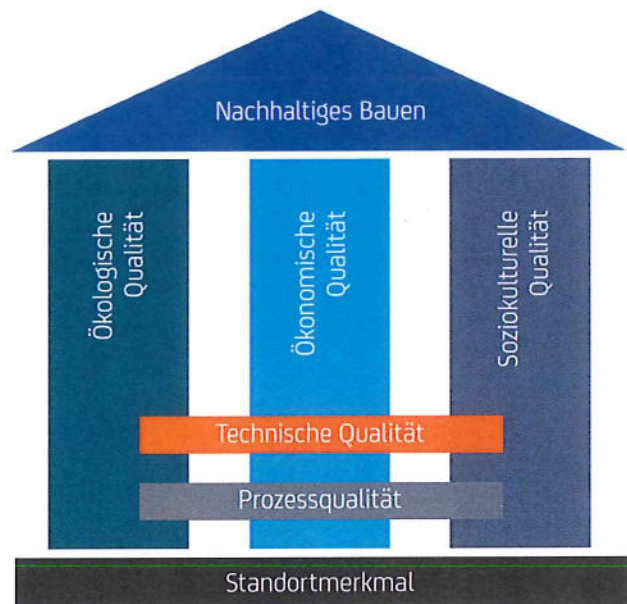 Nachhaltiges Bauen
Ökologische
Qualität
Ökonomische
Qualität
Soziokulturelle
Qualität
Technische Qualität
Prozessqualität
Standortmerkmal